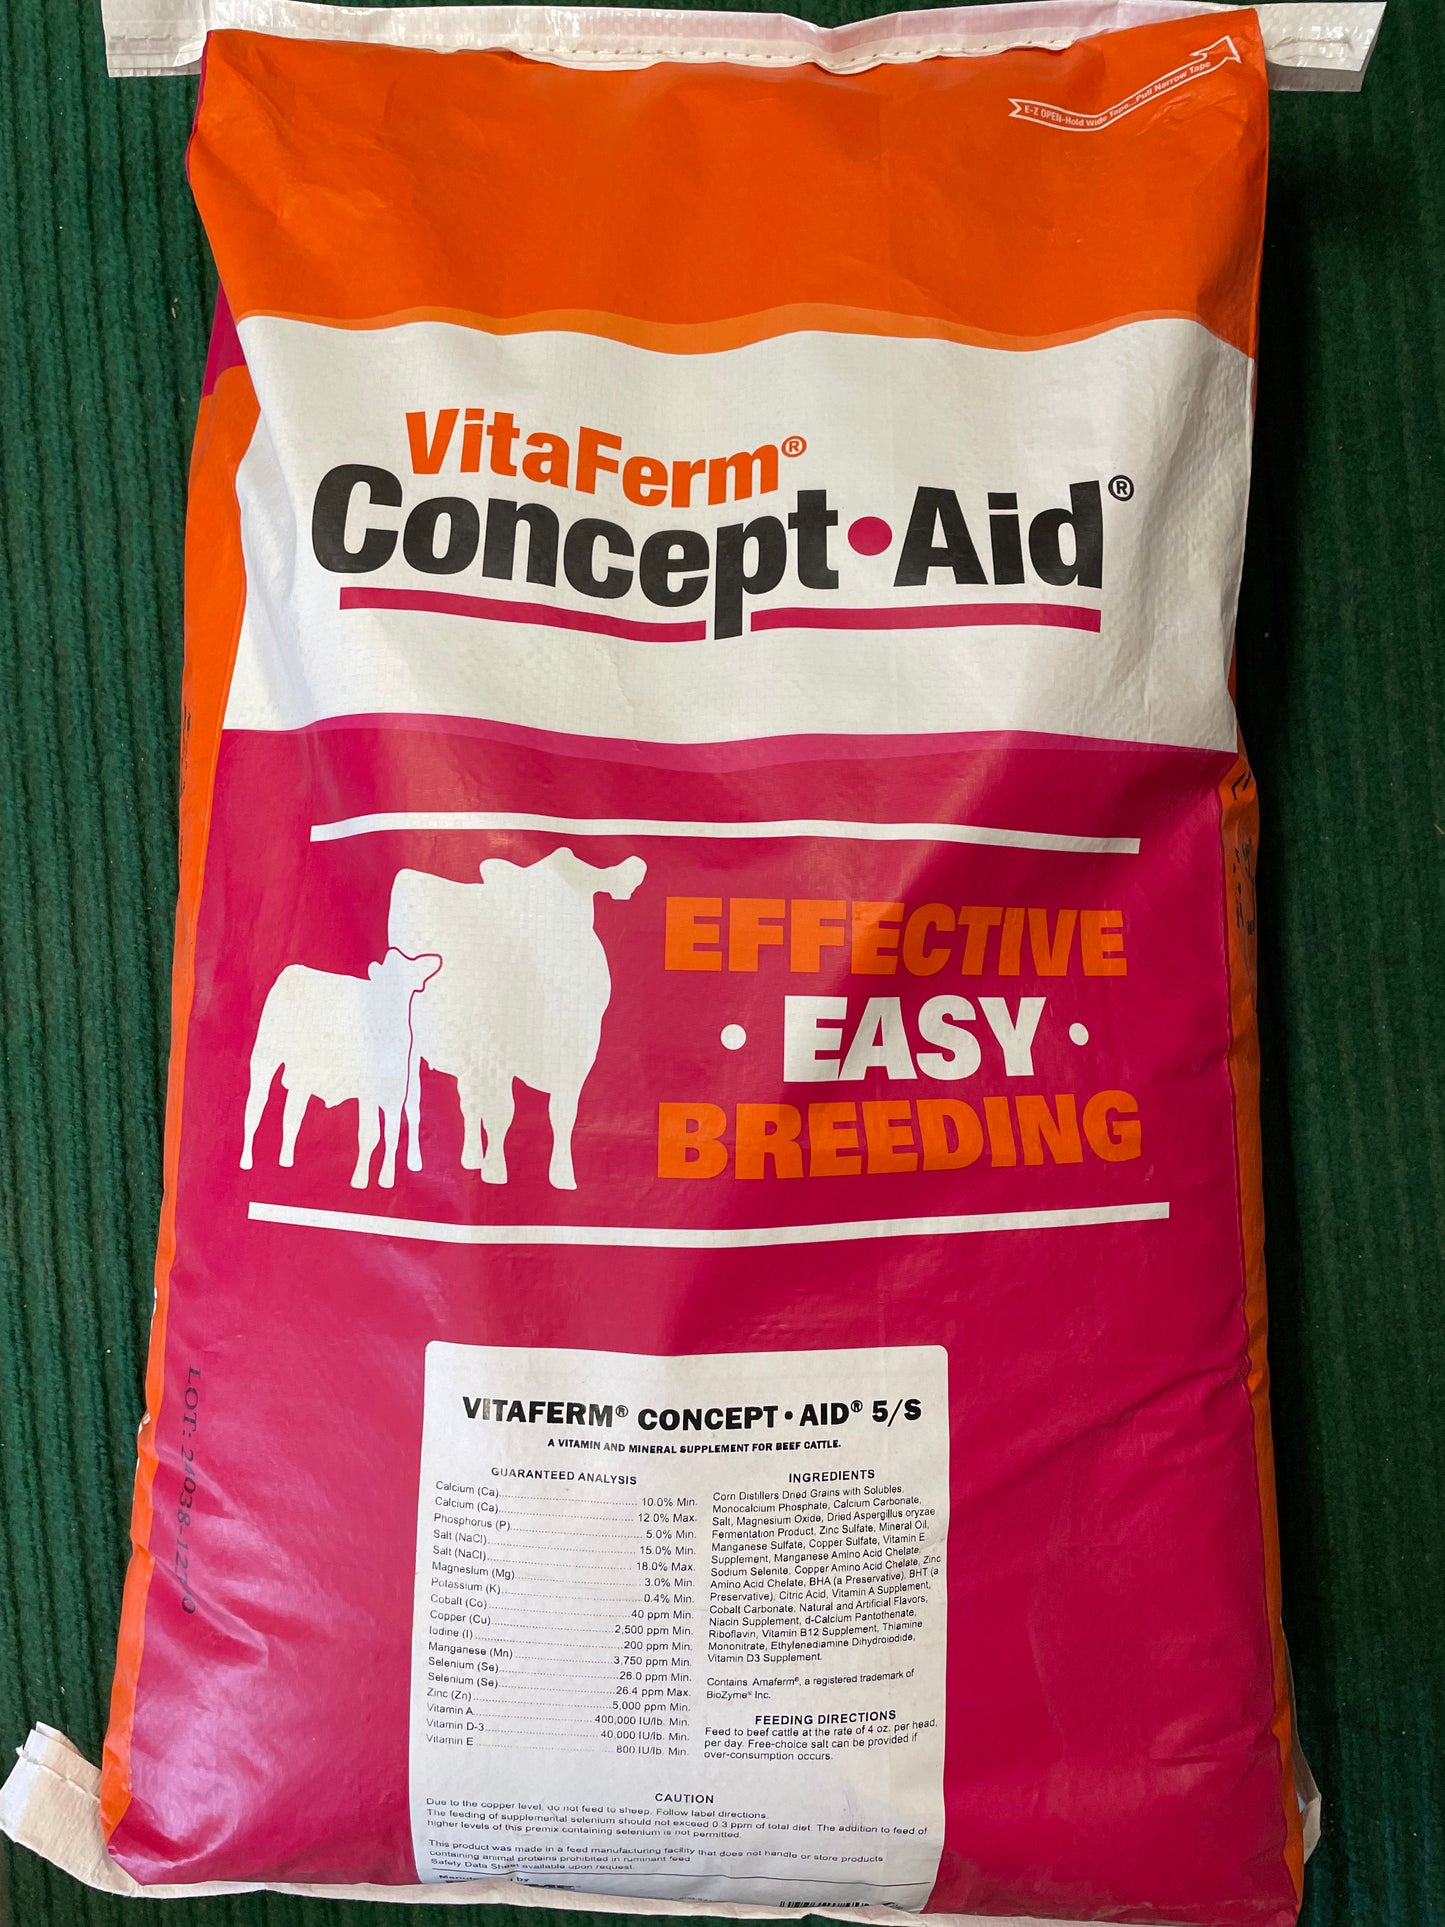 E-Z OPEN-Hold Wide Tape...Pull Narrow Tape
VitaFerm®
Concept•Aid®
EFFECTIVE
• EASY •
BREEDING
VITAFERM® CONCEPT • AID® 5/S
A VITAMIN AND MINERAL SUPPLEMENT FOR BEEF CATTLE.
GUARANTEED ANALYSIS
Calcium (Ca)........ 10.0% Min.
Calcium (Ca)........ 12.0% Max.
Phosphorus (P)........ 5.0% Min.
Salt (NaCl)........ 15.0% Min.
Salt (NaCl)........ 18.0% Max.
Magnesium (Mg)........ 3.0% Min.
Potassium (K)........ 0.4% Min.
Cobalt (Co)........ 40 ppm Min.
Copper (Cu)........ 2,500 ppm Min.
Iodine (I)........ 200 ppm Min.
Manganese (Mn)........ 3,750 ppm Min.
Selenium (Se)........ 26.0 ppm Min.
Selenium (Se)........ 26.4 ppm Max.
Zinc (Zn)........ 5,000 ppm Min.
Vitamin A........ 400,000 IU/lb. Min.
Vitamin D-3........ 40,000 IU/lb. Min.
Vitamin E........ 800 IU/lb. Min.
INGREDIENTS
Corn Distillers Dried Grains with Solubles,
Monocalcium Phosphate, Calcium Carbonate,
Salt, Magnesium Oxide, Dried Aspergillus oryzae
Fermentation Product, Zinc Sulfate, Mineral Oil,
Manganese Sulfate, Copper Sulfate, Vitamin E
Supplement, Manganese Amino Acid Chelate,
Sodium Selenite, Copper Amino Acid Chelate, Zinc
Amino Acid Chelate, BHA (a Preservative), BHT (a
Preservative), Citric Acid, Vitamin A Supplement,
Cobalt Carbonate, Natural and Artificial Flavors,
Niacin Supplement, d-Calcium Pantothenate,
Riboflavin, Vitamin B12 Supplement, Thiamine
Mononitrate, Ethylenediamine Dihydroiodide,
Vitamin D3 Supplement.
Contains Amaferm®, a registered trademark of
BioZyme® Inc.
FEEDING DIRECTIONS
Feed to beef cattle at the rate of 4 oz. per head,
per day. Free-choice salt can be provided if
over-consumption occurs.
CAUTION
Due to the copper level, do not feed to sheep. Follow label directions.
The feeding of supplemental selenium should not exceed 0.3 ppm of total diet. The addition to feed of
higher levels of this premix containing selenium is not permitted.
This product was made in a feed manufacturing facility that does not handle or store products
containing animal proteins prohibited in ruminant feed.
Safety Data Sheet available upon request.
by
LOT: 24038-12